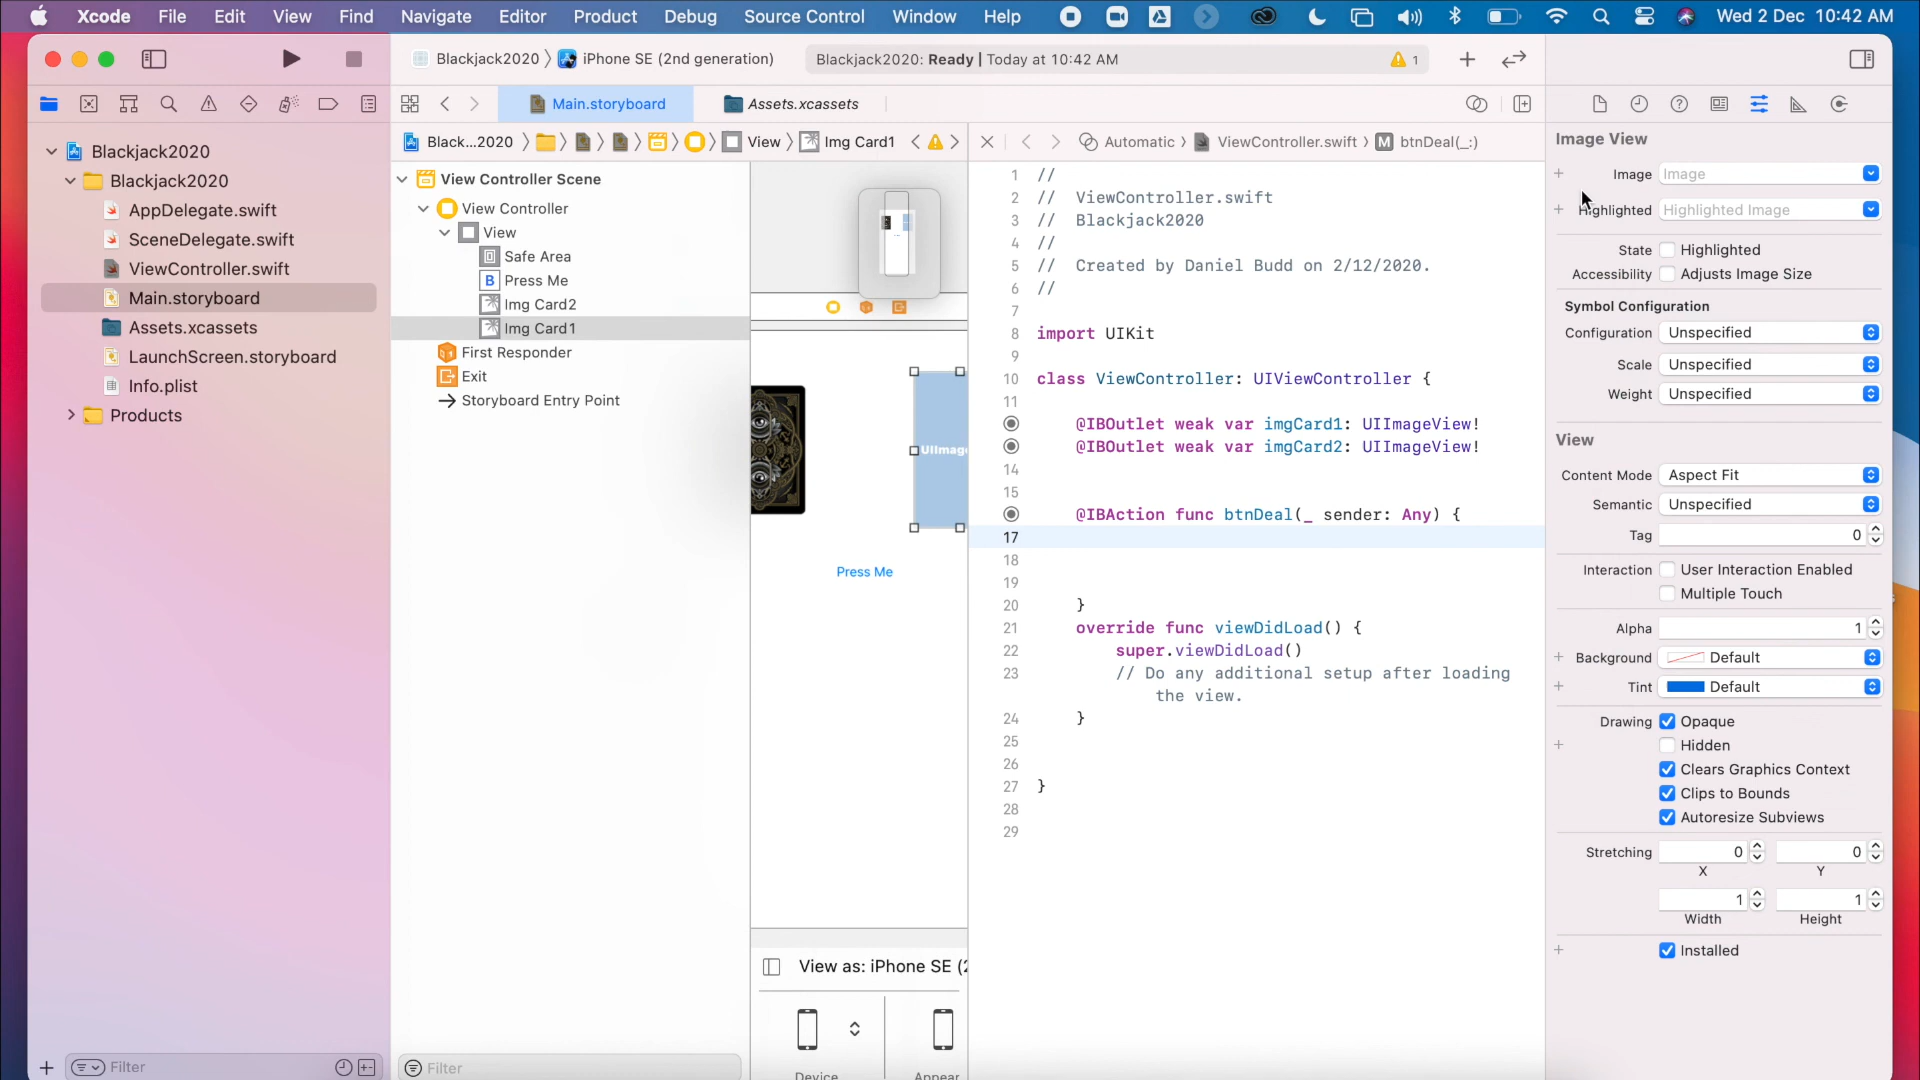 Xcode File Edit View Find Navigate Editor Product Debug Source Control Window Help Wed 2 Dec 10:42 AM
Blackjack2020 iPhone SE (2nd generation) Blackjack2020: Ready | Today at 10:42 AM 1
Main.storyboard Assets.xcassets
Black...2020 View Img Card1 Automatic ViewController.swift M btnDeal(_:)
Blackjack2020
Blackjack2020
AppDelegate.swift
SceneDelegate.swift
ViewController.swift
Main.storyboard
Assets.xcassets
LaunchScreen.storyboard
Info.plist
Products
Filter
View Controller Scene
View Controller
View
Safe Area
B Press Me
Img Card2
Img Card1
First Responder
Exit
Storyboard Entry Point
Filter
UIImage
Press Me
View as: iPhone SE (2
Device Appear
1 //
2 // ViewController.swift
3 // Blackjack2020
4 //
5 // Created by Daniel Budd on 2/12/2020.
6 //
7
8 import UIKit
9
10 class ViewController: UIViewController {
11
@IBOutlet weak var imgCard1: UIImageView!
@IBOutlet weak var imgCard2: UIImageView!
14
15
@IBAction func btnDeal(_ sender: Any) {
17
18
19
20 }
21 override func viewDidLoad() {
22 super.viewDidLoad()
23 // Do any additional setup after loading
the view.
24 }
25
26
27 }
28
29
Image View
Image Image
Highlighted Highlighted Image
State Highlighted
Accessibility Adjusts Image Size
Symbol Configuration
Configuration Unspecified
Scale Unspecified
Weight Unspecified
View
Content Mode Aspect Fit
Semantic Unspecified
Tag 0
Interaction User Interaction Enabled
Multiple Touch
Alpha 1
Background Default
Tint Default
Drawing Opaque
Hidden
Clears Graphics Context
Clips to Bounds
Autoresize Subviews
Stretching 0 0
X Y
1 1
Width Height
Installed